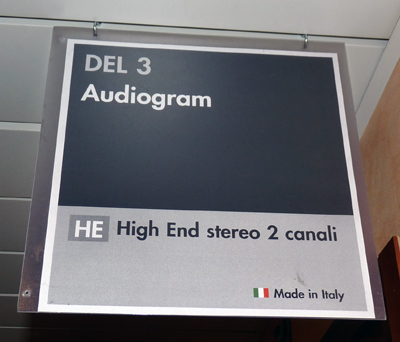 DEL 3
Audiogram
HE High End stereo 2 canali
Made in Italy